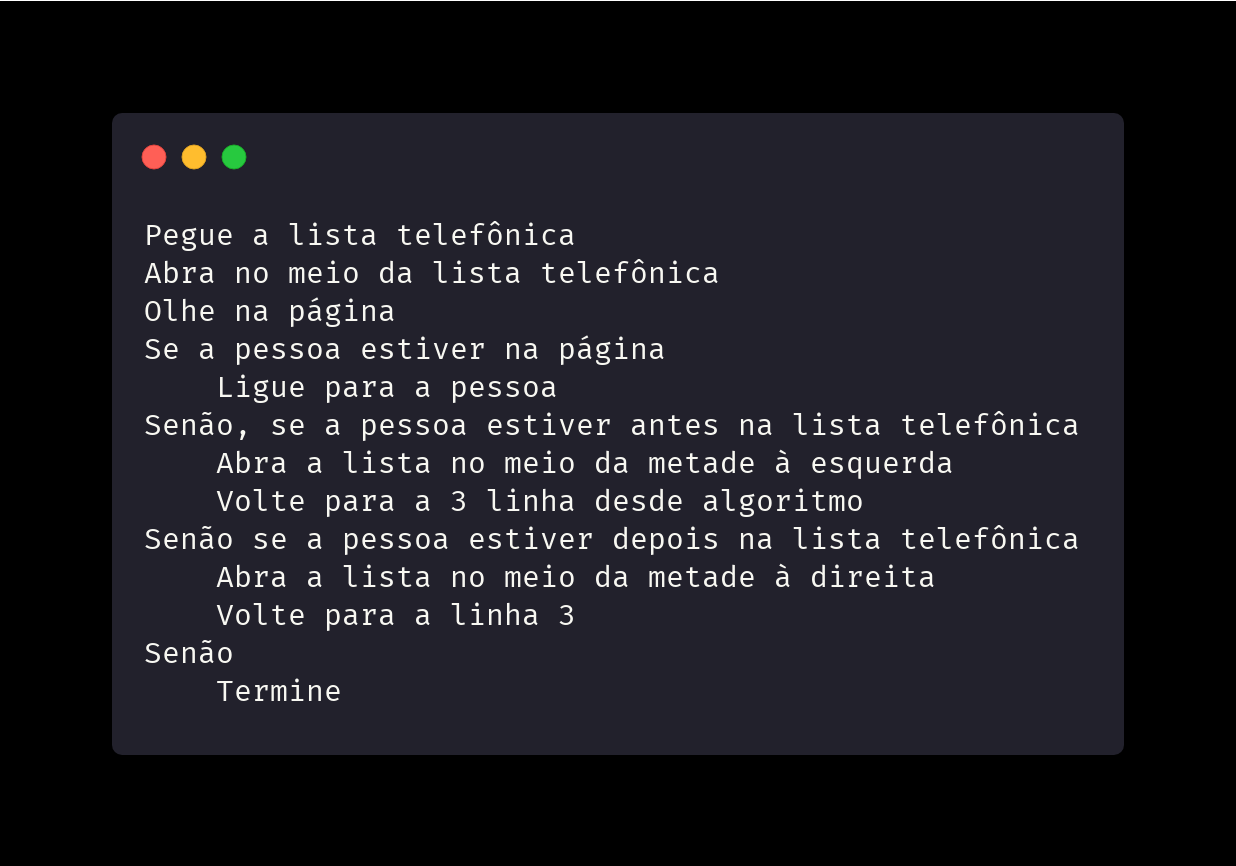 Pegue a lista telefônica
Abra no meio da lista telefônica
Olhe na página
Se a pessoa estiver na página
    Ligue para a pessoa
Senão, se a pessoa estiver antes na lista telefônica
    Abra a lista no meio da metade à esquerda
    Volte para a 3 linha desde algoritmo
Senão se a pessoa estiver depois na lista telefônica
    Abra a lista no meio da metade à direita
    Volte para a linha 3
Senão
    Termine